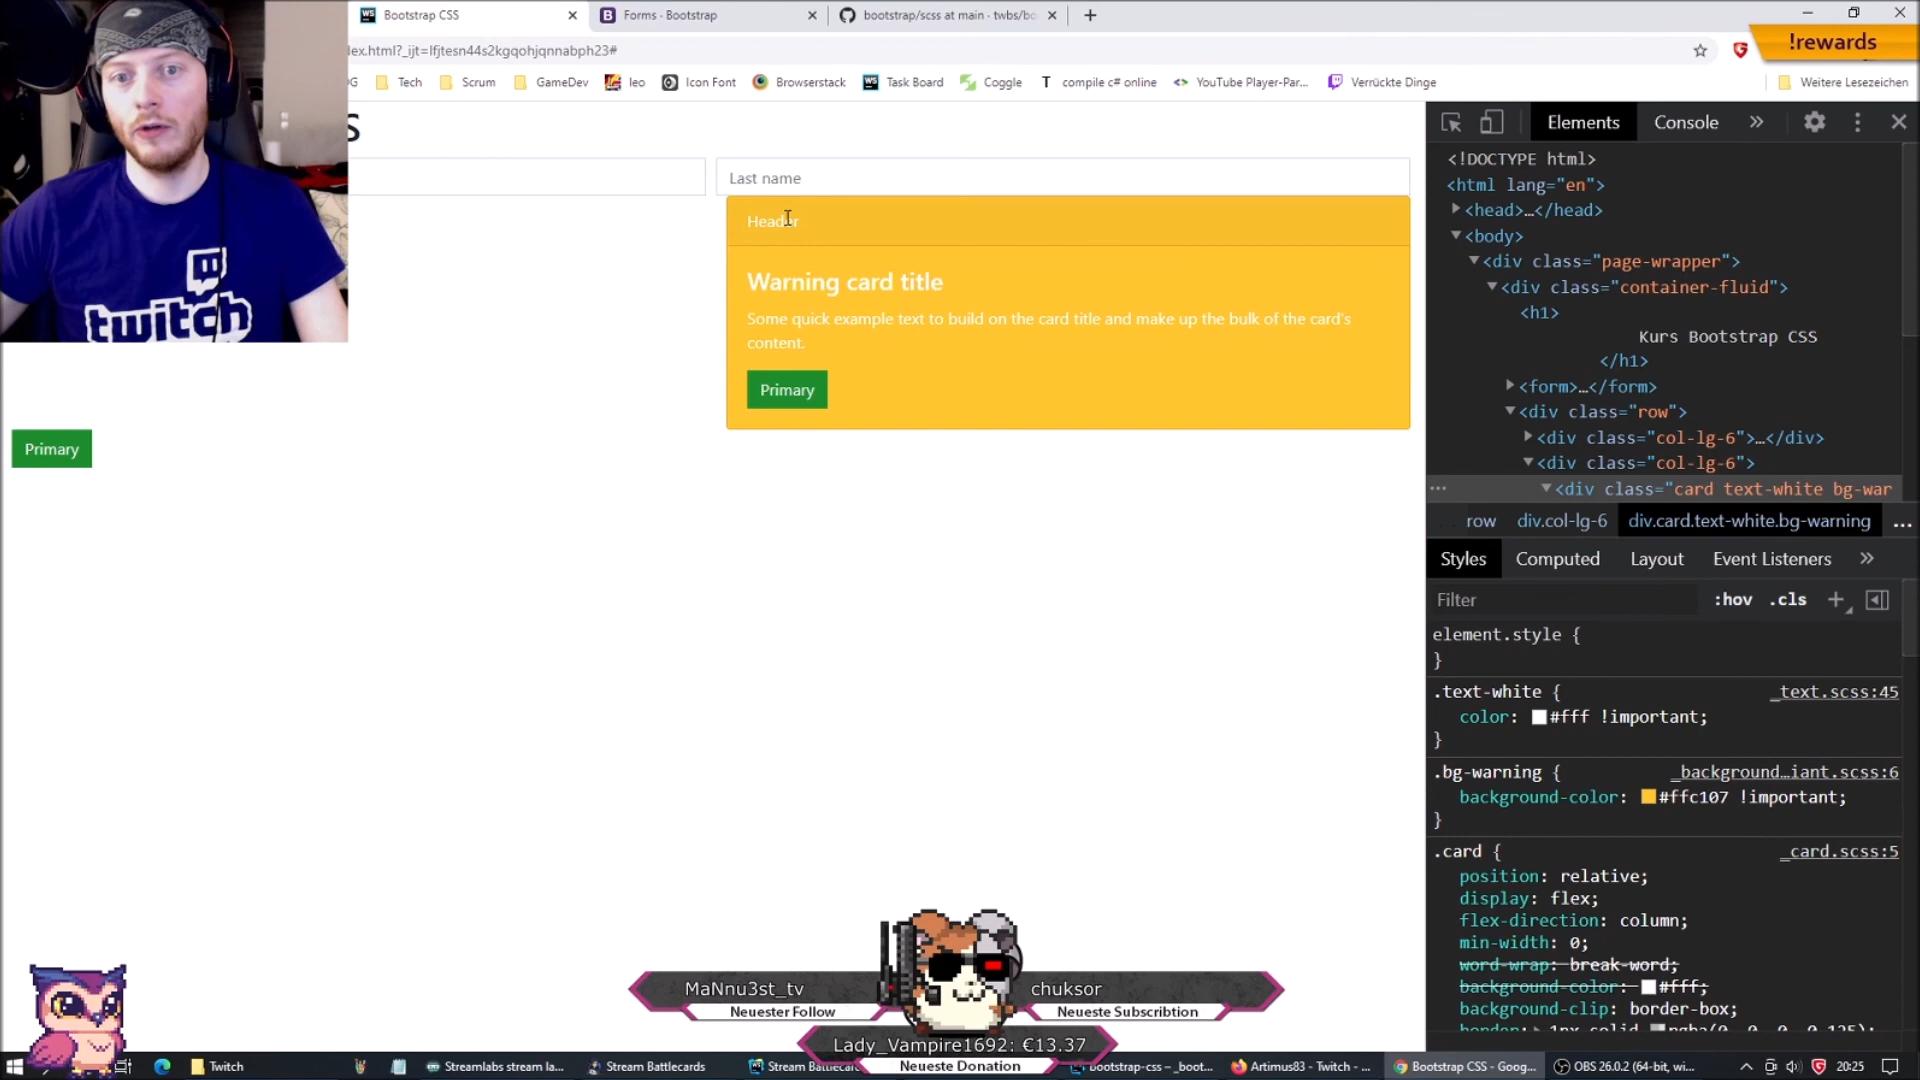 Bootstrap CSS
Forms - Bootstrap
bootstrap/scss at main · twbs/bo
!rewards
dex.html?_ijt=lfjtesn44s2kgqohjqnnabph23#
Tech
Scrum
GameDev
leo
Icon Font
Browserstack
Task Board
Coggle
compile c# online
YouTube Player-Par...
Verrückte Dinge
Weitere Lesezeichen
S
Last name
Header
Warning card title
Some quick example text to build on the card title and make up the bulk of the card's
content.
Primary
Primary
twitch
Elements
Console
<!DOCTYPE html>
<html lang="en">
<head>…</head>
<body>
<div class="page-wrapper">
<div class="container-fluid">
<h1>
Kurs Bootstrap CSS
</h1>
<form>…</form>
<div class="row">
<div class="col-lg-6">…</div>
<div class="col-lg-6">
<div class="card text-white bg-war
row
div.col-lg-6
div.card.text-white.bg-warning
...
Styles
Computed
Layout
Event Listeners
Filter
:hov
.cls
element.style {
}
.text-white {
_text.scss:45
color: #fff !important;
}
.bg-warning {
_background…iant.scss:6
background-color: #ffc107 !important;
}
.card {
_card.scss:5
position: relative;
display: flex;
flex-direction: column;
min-width: 0;
word-wrap: break-word;
background-color: #fff;
background-clip: border-box;
MaNnu3st_tv
Neuester Follow
chuksor
Neueste Subscribtion
Lady_Vampire1692: €13.37
Neueste Donation
Twitch
Streamlabs stream la...
Stream Battlecards
Stream Battleca
bootstrap-css – _boot...
Artimus83 - Twitch - ...
Bootstrap CSS - Goog...
OBS 26.0.2 (64-bit, wi...
20:25